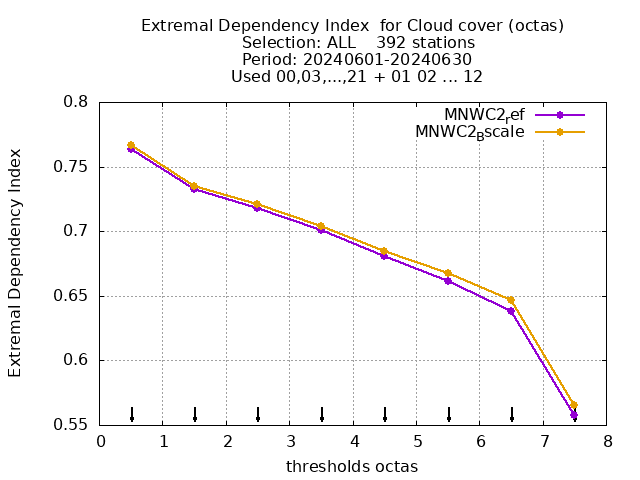 Extremal Dependency Index  for Cloud cover (octas)
Selection: ALL    392 stations
Period: 20240601-20240630
Used 00,03,...,21 + 01 02 ... 12
MNWC2_ref
MNWC2_Bscale
Extremal Dependency Index
0.8
0.75
0.7
0.65
0.6
0.55
0 1 2 3 4 5 6 7 8
thresholds octas